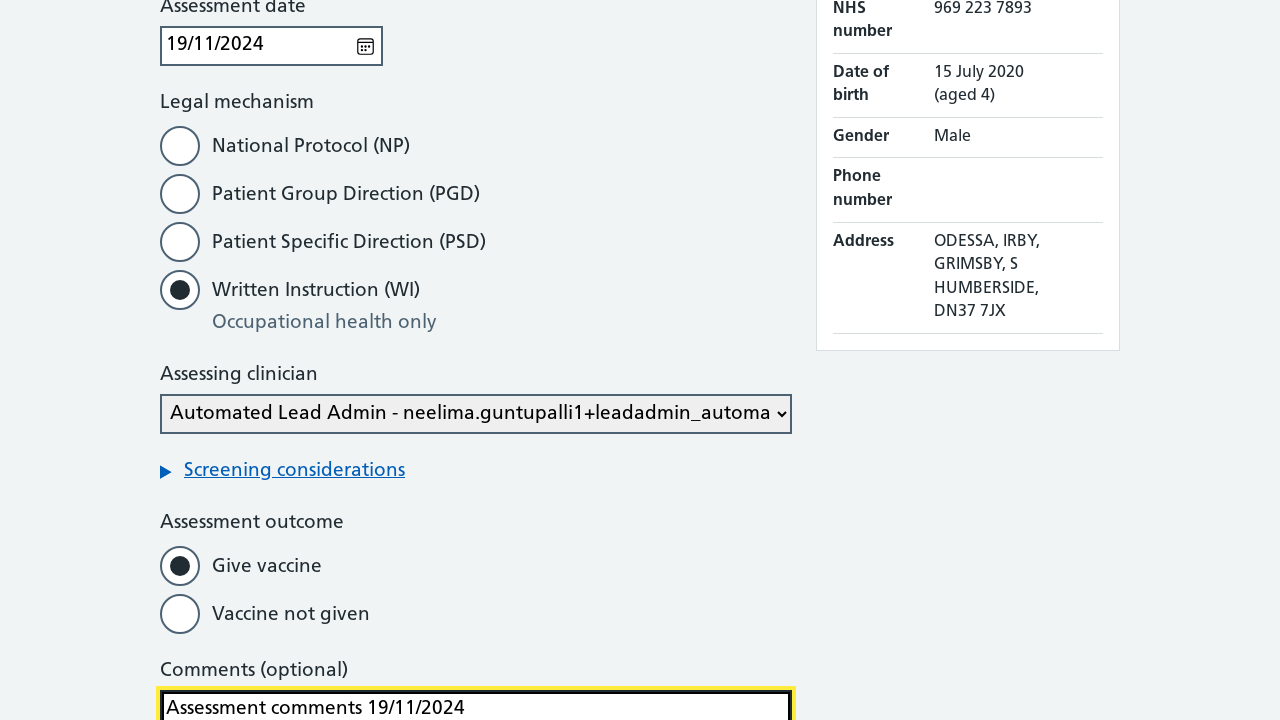 Assessment date
19/11/2024
Legal mechanism
National Protocol (NP)
Patient Group Direction (PGD)
Patient Specific Direction (PSD)
Written Instruction (WI)
Occupational health only
Assessing clinician
Automated Lead Admin - neelima.guntupalli1+leadadmin_automa
Screening considerations
Assessment outcome
Give vaccine
Vaccine not given
Comments (optional)
Assessment comments 19/11/2024
NHS number 969 223 7893
Date of birth 15 July 2020 (aged 4)
Gender Male
Phone number
Address ODESSA, IRBY,
GRIMSBY, S
HUMBERSIDE,
DN37 7JX